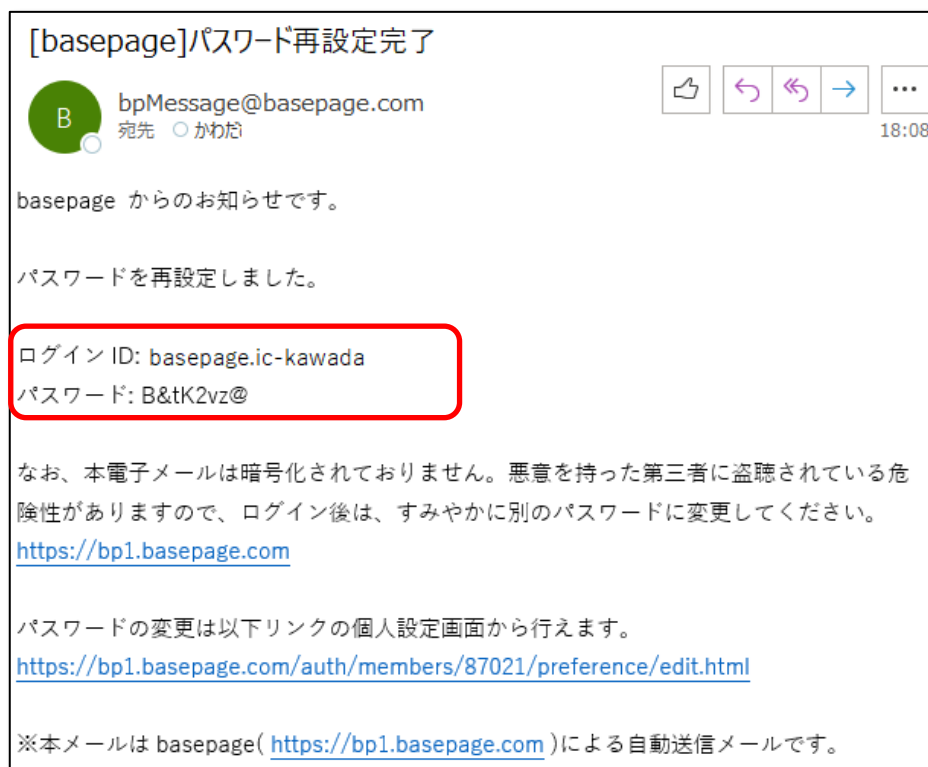 [basepage]パスワード再設定完了
B
bpMessage@basepage.com
宛先 かわだi
18:08
basepage からのお知らせです。
パスワードを再設定しました。
ログイン ID: basepage.ic-kawada
パスワード: B&tK2vz@
なお、本電子メールは暗号化されておりません。悪意を持った第三者に盗聴されている危
険性がありますので、ログイン後は、すみやかに別のパスワードに変更してください。
https://bp1.basepage.com
パスワードの変更は以下リンクの個人設定画面から行えます。
https://bp1.basepage.com/auth/members/87021/preference/edit.html
※本メールは basepage( https://bp1.basepage.com )による自動送信メールです。